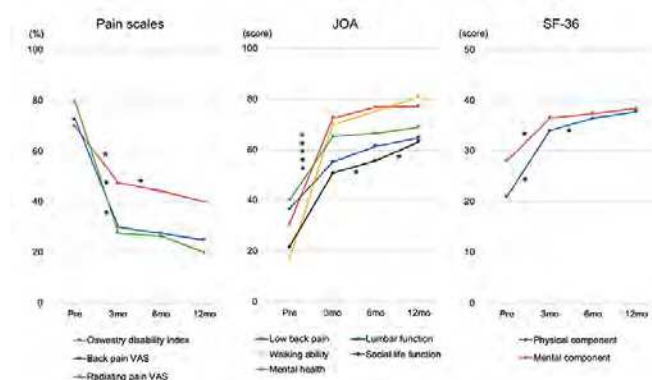 Pain scales
(%)
100
80
60
40
20
0
Pre 3mo 6mo 12mo
Oswestry disability index
Back pain VAS
Radiating pain VAS
JOA
(score)
100
80
60
40
20
0
Pre 3mo 6mo 12mo
Low back pain Lumbar function
Walking ability Social life function
Mental health
SF-36
(score)
50
40
30
20
10
0
Pre 3mo 6mo 12mo
Physical component
Mental component